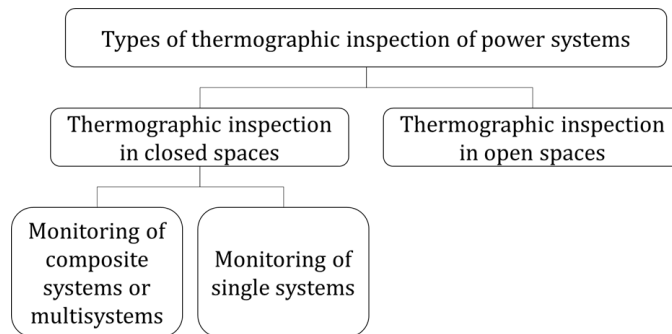 Types of thermographic inspection of power systems
Thermographic inspection
in closed spaces
Thermographic inspection
in open spaces
Monitoring of
composite
systems or
multisystems
Monitoring of
single systems